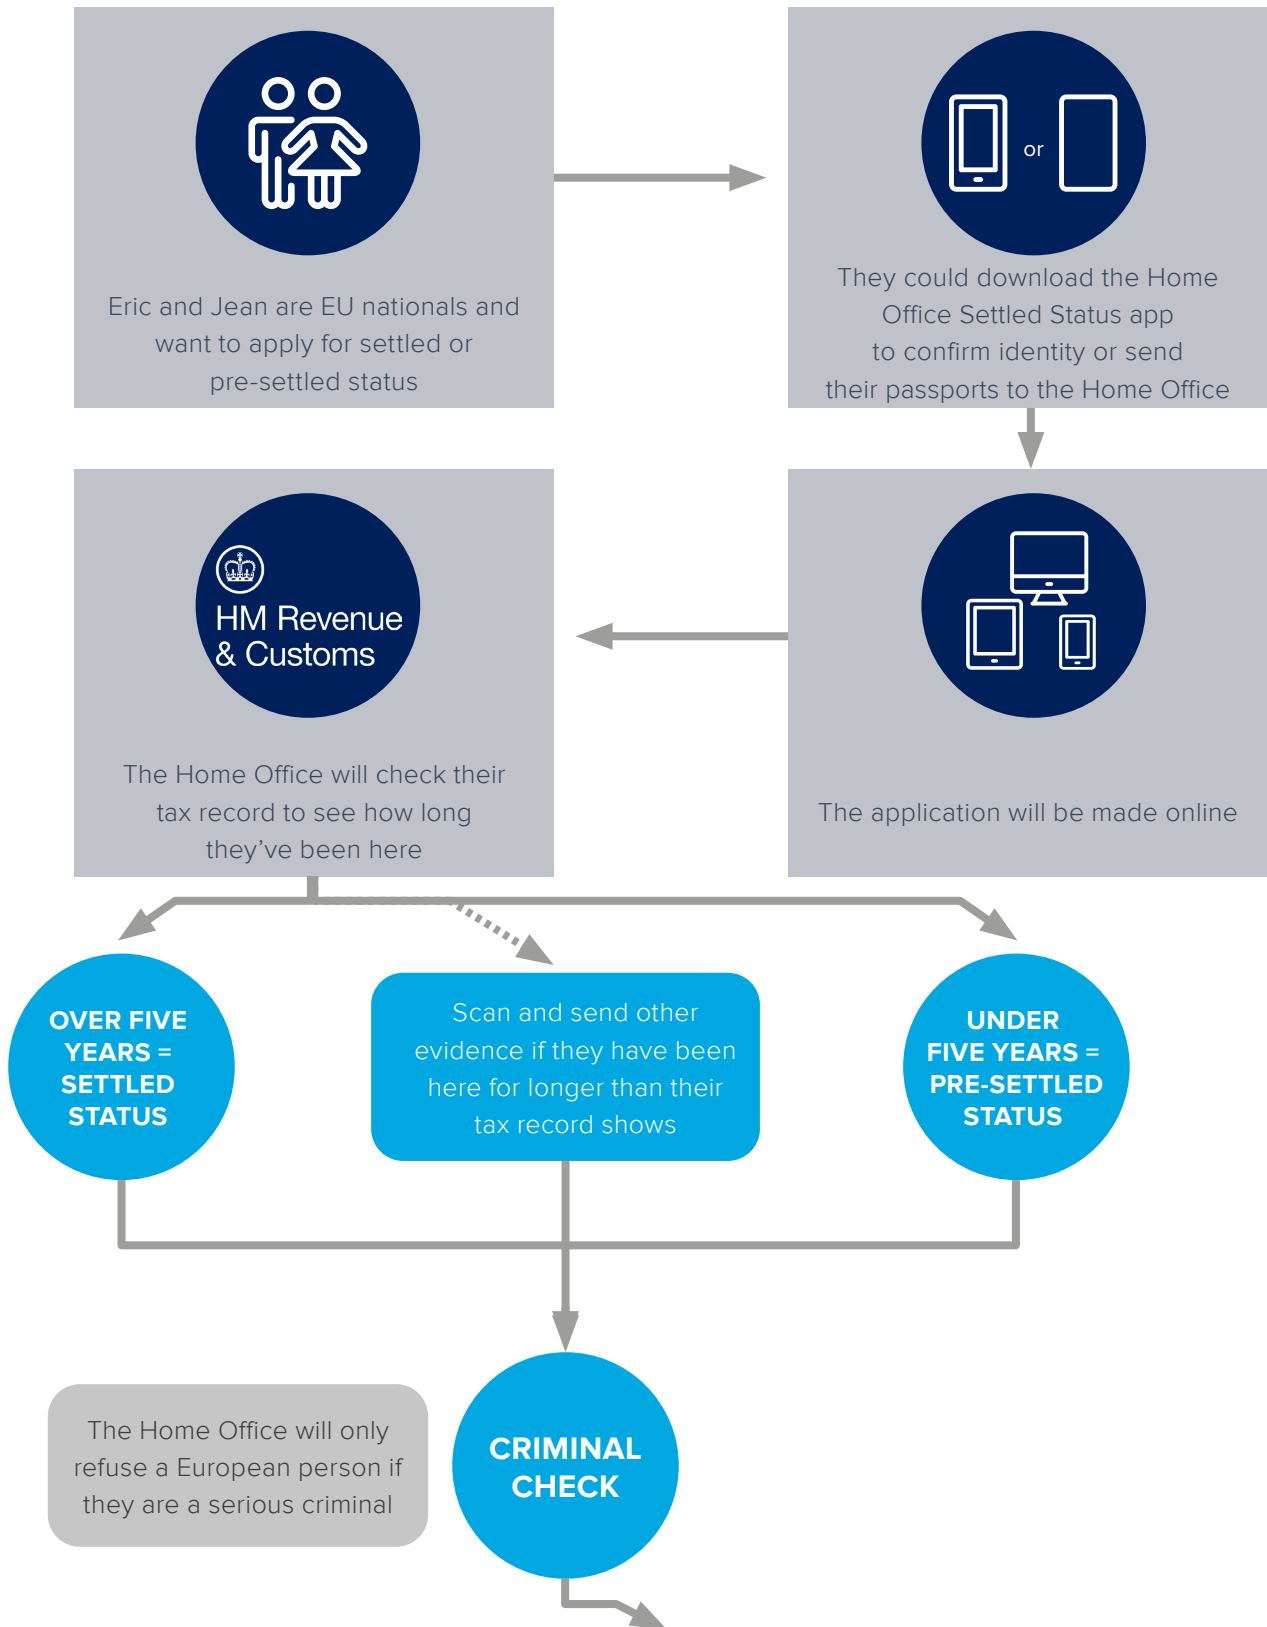 Eric and Jean are EU nationals and
want to apply for settled or
pre-settled status
or
They could download the Home
Office Settled Status app
to confirm identity or send
their passports to the Home Office
The application will be made online
HM Revenue
& Customs
The Home Office will check their
tax record to see how long
they’ve been here
OVER FIVE
YEARS =
SETTLED
STATUS
Scan and send other
evidence if they have been
here for longer than their
tax record shows
UNDER
FIVE YEARS =
PRE-SETTLED
STATUS
The Home Office will only
refuse a European person if
they are a serious criminal
CRIMINAL
CHECK